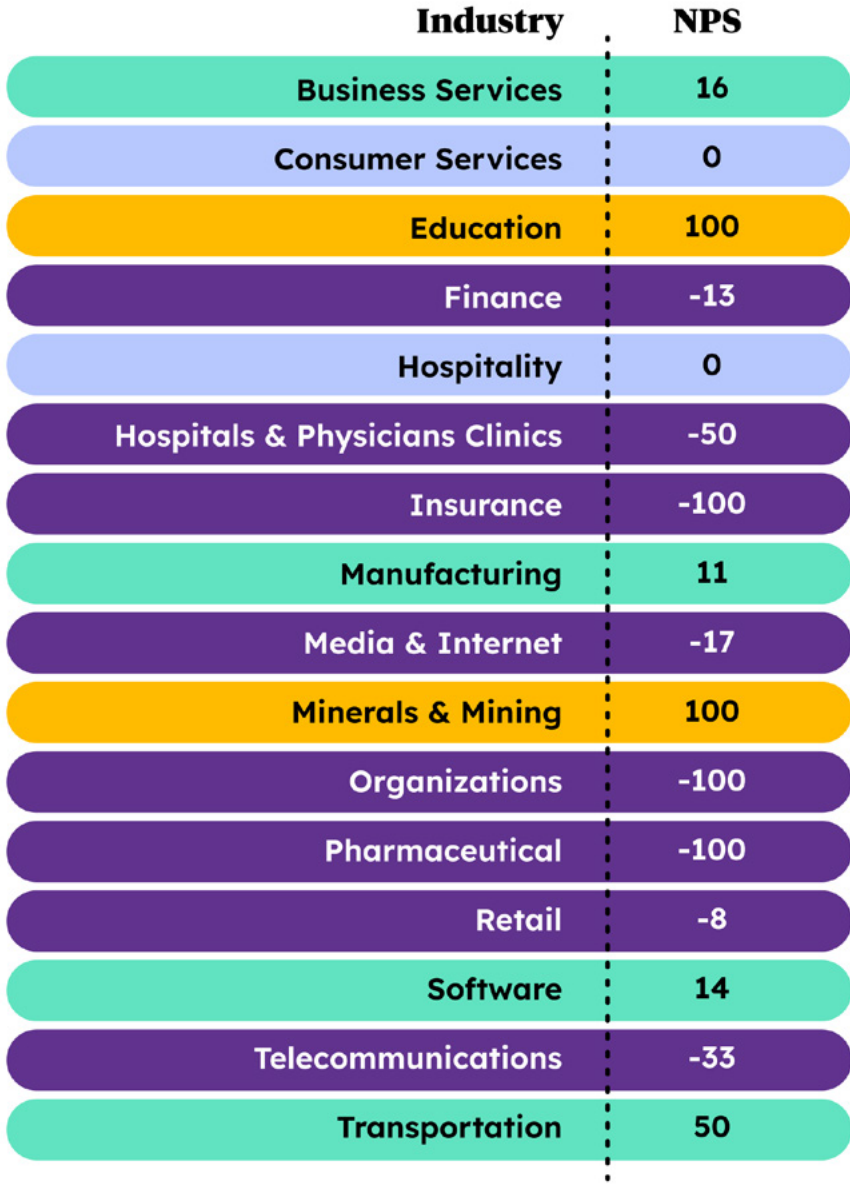 Industry NPS
Business Services 16
Consumer Services 0
Education 100
Finance -13
Hospitality 0
Hospitals & Physicians Clinics -50
Insurance -100
Manufacturing 11
Media & Internet -17
Minerals & Mining 100
Organizations -100
Pharmaceutical -100
Retail -8
Software 14
Telecommunications -33
Transportation 50